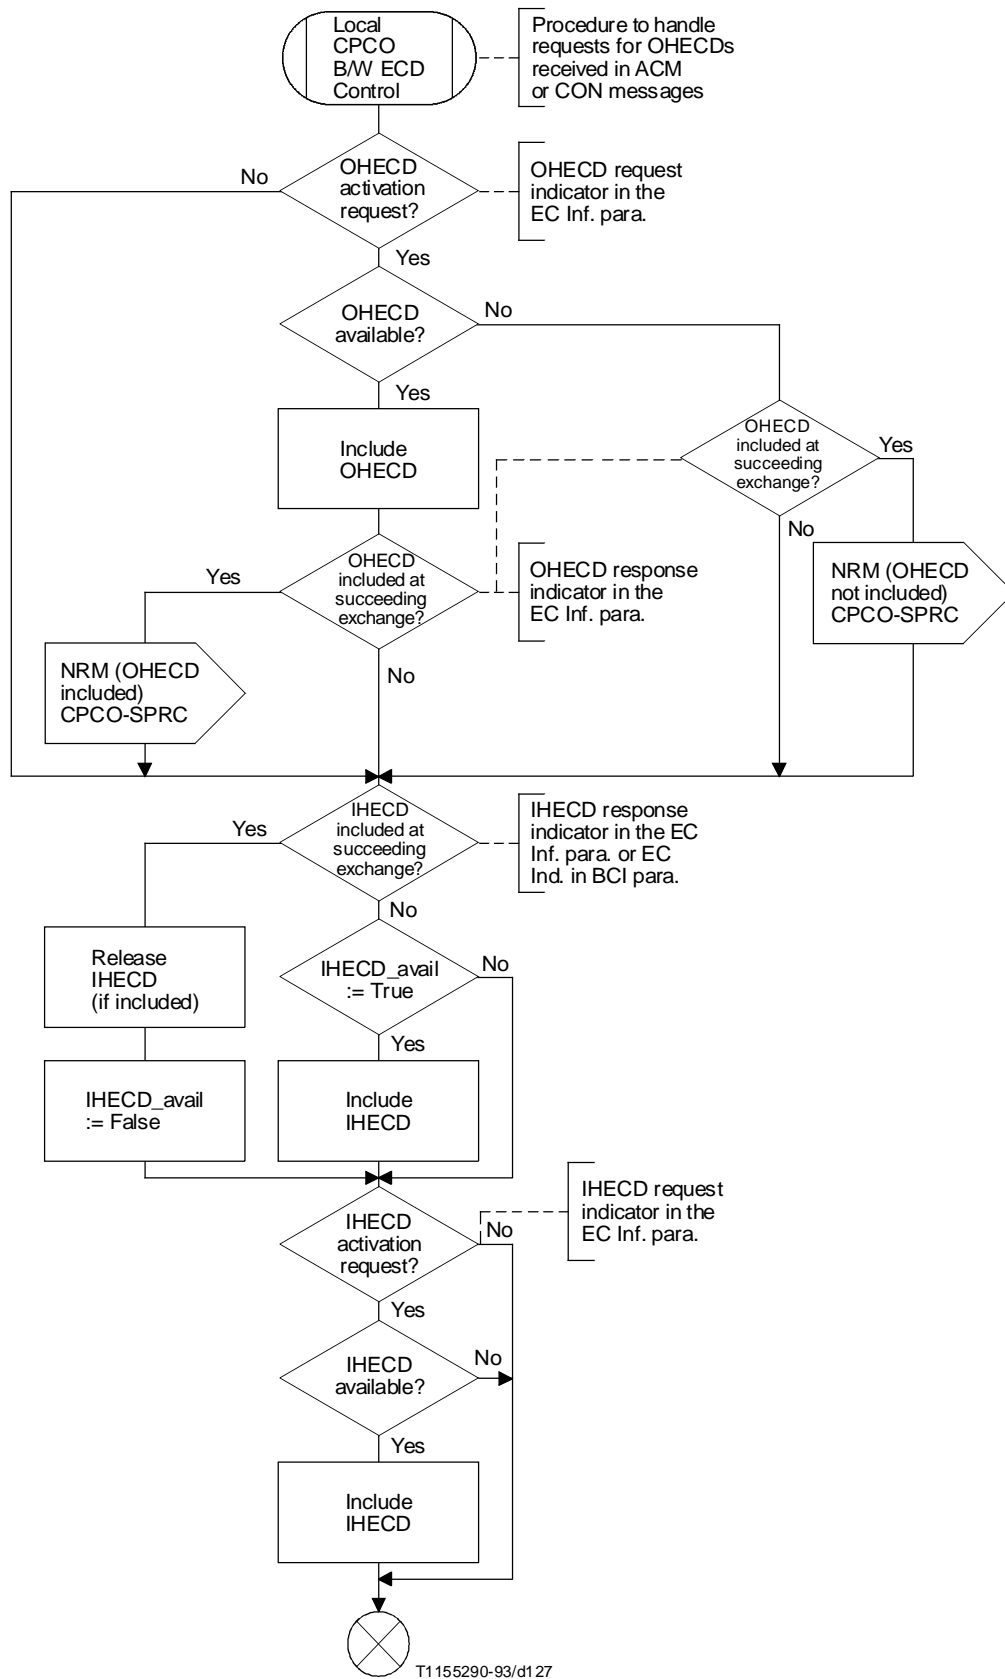 Local
CPCO
B/W ECD
Control
Procedure to handle
requests for OHECDs
received in ACM
or CON messages
No
OHECD
activation
request?
OHECD request
indicator in the
EC Inf. para.
Yes
OHECD
available?
No
Yes
Include
OHECD
OHECD
included at
succeeding
exchange?
Yes
No
NRM (OHECD
not included)
CPCO-SPRC
Yes
OHECD
included at
succeeding
exchange?
OHECD response
indicator in the
EC Inf. para.
No
NRM (OHECD
included)
CPCO-SPRC
Yes
IHECD
included at
succeeding
exchange?
IHECD response
indicator in the EC
Inf. para. or EC
Ind. in BCI para.
No
Release
IHECD
(if included)
IHECD_avail
:= True
No
Yes
IHECD_avail
:= False
Include
IHECD
IHECD request
indicator in the
EC Inf. para.
IHECD
activation
request?
No
Yes
IHECD
available?
No
Yes
Include
IHECD
T1155290-93/d127